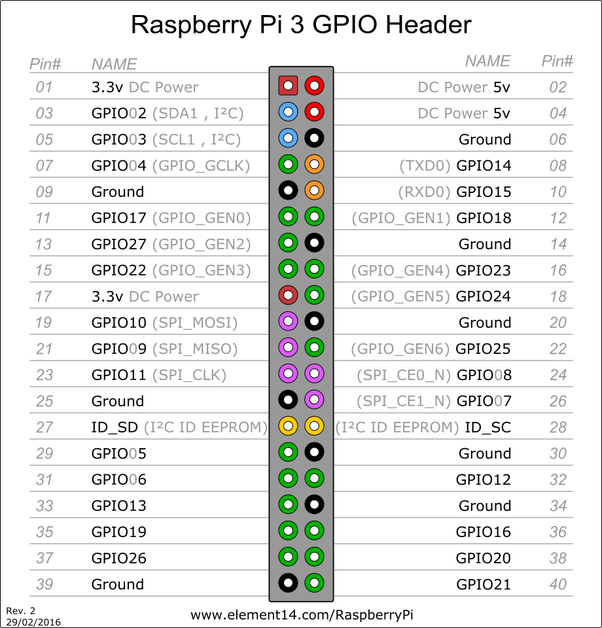 Raspberry Pi 3 GPIO Header
Pin# NAME NAME Pin#
01 3.3v DC Power DC Power 5v 02
03 GPIO02 (SDA1 , I²C) DC Power 5v 04
05 GPIO03 (SCL1 , I²C) Ground 06
07 GPIO04 (GPIO_GCLK) (TXD0) GPIO14 08
09 Ground (RXD0) GPIO15 10
11 GPIO17 (GPIO_GEN0) (GPIO_GEN1) GPIO18 12
13 GPIO27 (GPIO_GEN2) Ground 14
15 GPIO22 (GPIO_GEN3) (GPIO_GEN4) GPIO23 16
17 3.3v DC Power (GPIO_GEN5) GPIO24 18
19 GPIO10 (SPI_MOSI) Ground 20
21 GPIO09 (SPI_MISO) (GPIO_GEN6) GPIO25 22
23 GPIO11 (SPI_CLK) (SPI_CE0_N) GPIO08 24
25 Ground (SPI_CE1_N) GPIO07 26
27 ID_SD (I²C ID EEPROM) (I²C ID EEPROM) ID_SC 28
29 GPIO05 Ground 30
31 GPIO06 GPIO12 32
33 GPIO13 Ground 34
35 GPIO19 GPIO16 36
37 GPIO26 GPIO20 38
39 Ground GPIO21 40
Rev. 2
29/02/2016
www.element14.com/RaspberryPi